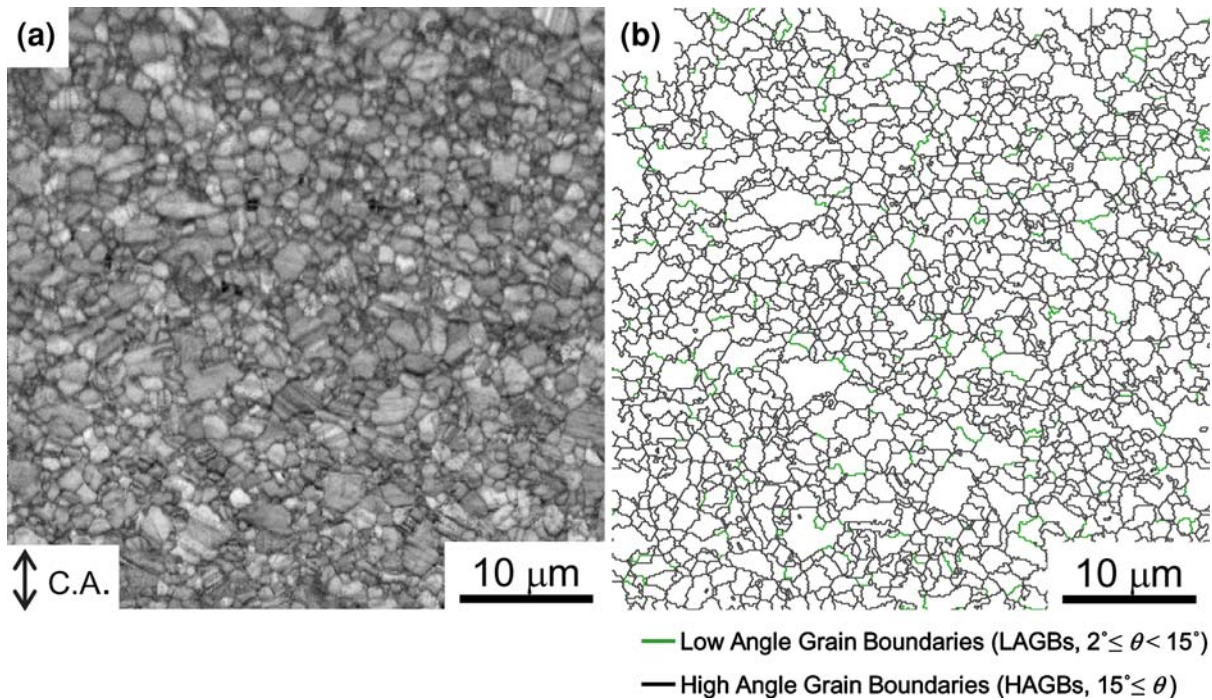 (a)
(b)
C.A.
10 μm
10 μm
Low Angle Grain Boundaries (LAGBs, 2°≤ θ< 15°)
High Angle Grain Boundaries (HAGBs, 15°≤ θ)